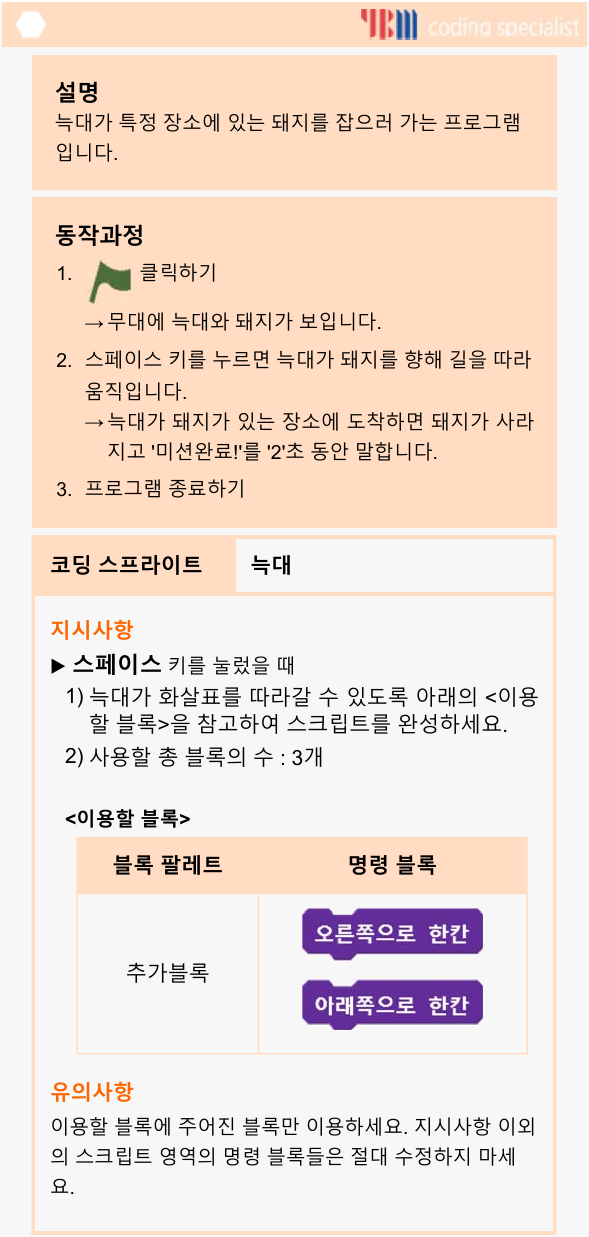 YBM coding specialist
설명
늑대가 특정 장소에 있는 돼지를 잡으러 가는 프로그램
입니다.
동작과정
1. 클릭하기
→무대에 늑대와 돼지가 보입니다.
2. 스페이스 키를 누르면 늑대가 돼지를 향해 길을 따라
움직입니다.
→늑대가 돼지가 있는 장소에 도착하면 돼지가 사라
지고 '미션완료!'를 '2'초 동안 말합니다.
3. 프로그램 종료하기
코딩 스프라이트 늑대
지시사항
▶ 스페이스 키를 눌렀을 때
1) 늑대가 화살표를 따라갈 수 있도록 아래의 <이용
할 블록>을 참고하여 스크립트를 완성하세요.
2) 사용할 총 블록의 수 : 3개
<이용할 블록>
블록 팔레트 명령 블록
오른쪽으로 한칸
추가블록
아래쪽으로 한칸
유의사항
이용할 블록에 주어진 블록만 이용하세요. 지시사항 이외
의 스크립트 영역의 명령 블록들은 절대 수정하지 마세
요.